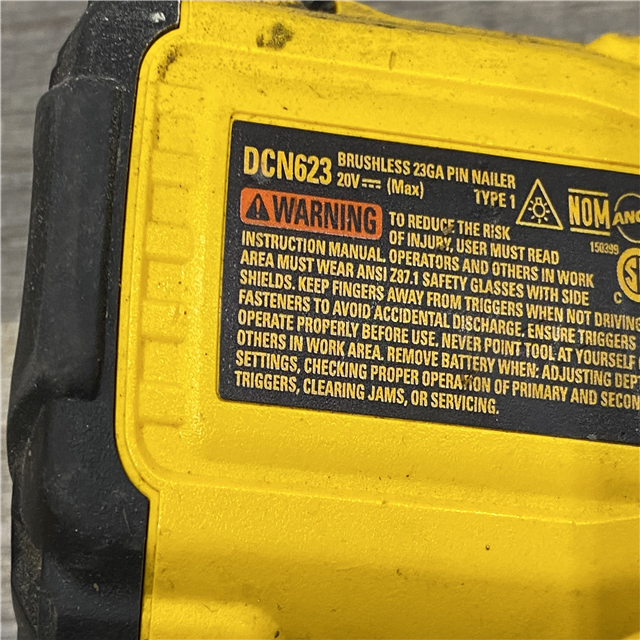 DCN623 BRUSHLESS 23GA PIN NAILER
20V (Max) TYPE 1
NOM
150399
C
WARNING TO REDUCE THE RISK
OF INJURY, USER MUST READ
INSTRUCTION MANUAL. OPERATORS AND OTHERS IN WORK
AREA MUST WEAR ANSI Z87.1 SAFETY GLASSES WITH SIDE
SHIELDS. KEEP FINGERS AWAY FROM TRIGGERS WHEN NOT DRIVING
FASTENERS TO AVOID ACCIDENTAL DISCHARGE. ENSURE TRIGGERS
OPERATE PROPERLY BEFORE USE. NEVER POINT TOOL AT YOURSELF
OTHERS IN WORK AREA. REMOVE BATTERY WHEN: ADJUSTING
SETTINGS, CHECKING PROPER OPERATION OF PRIMARY AND
TRIGGERS, CLEARING JAMS, OR SERVICING.